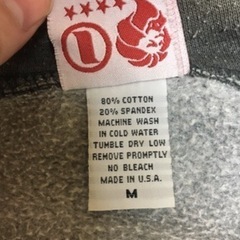 80% COTTON
20% SPANDEX
MACHINE WASH
IN COLD WATER
TUMBLE DRY LOW
REMOVE PROMPTLY
NO BLEACH
MADE IN U.S.A.
M